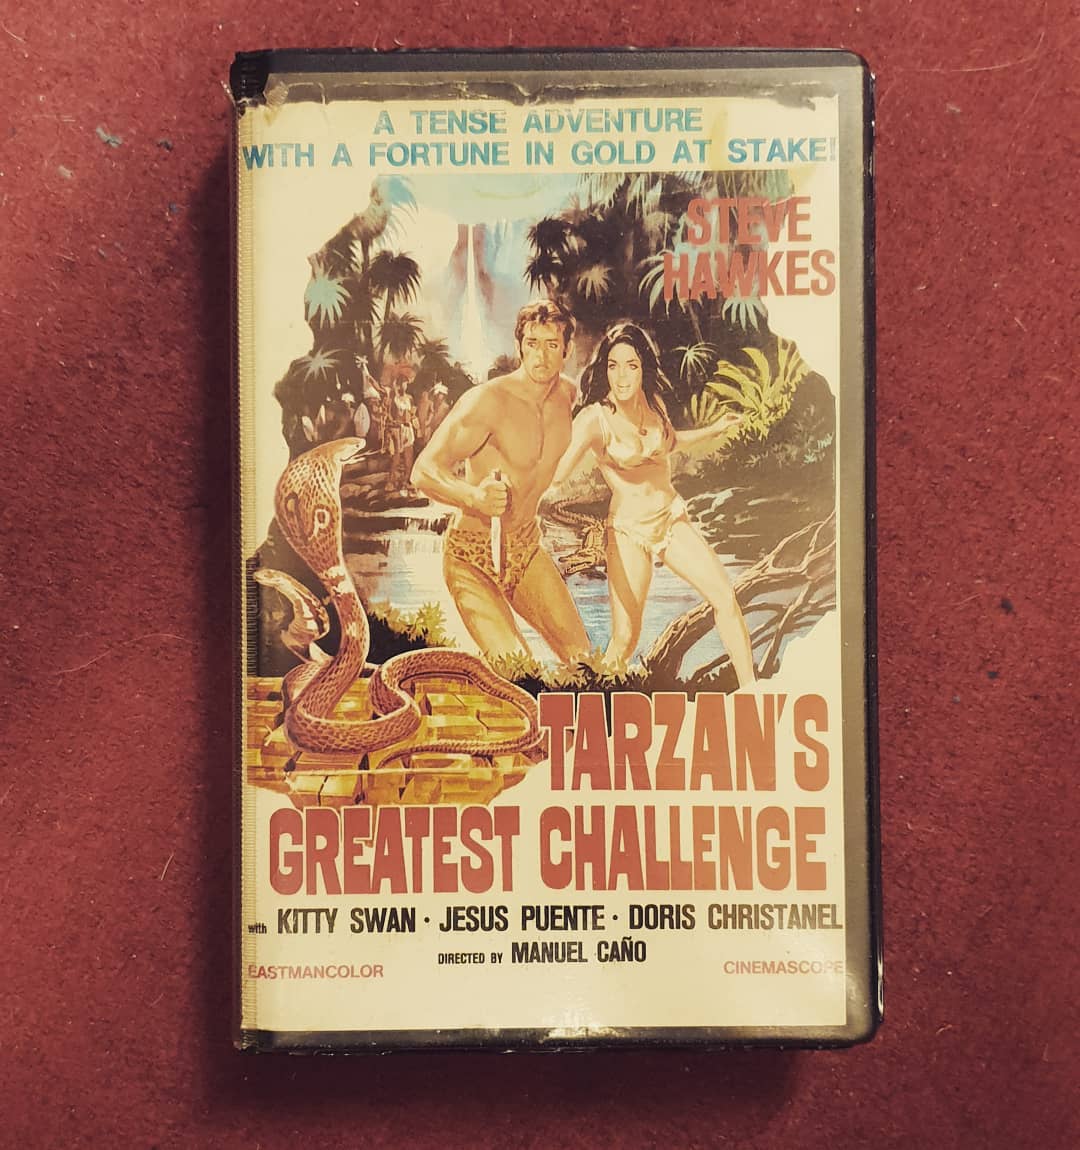 A TENSE ADVENTURE
WITH A FORTUNE IN GOLD AT STAKE!
STEVE
HAWKES
TARZAN'S
GREATEST CHALLENGE
with KITTY SWAN · JESUS PUENTE · DORIS CHRISTANEL
DIRECTED BY MANUEL CAÑO
EASTMANCOLOR
CINEMASCOPE